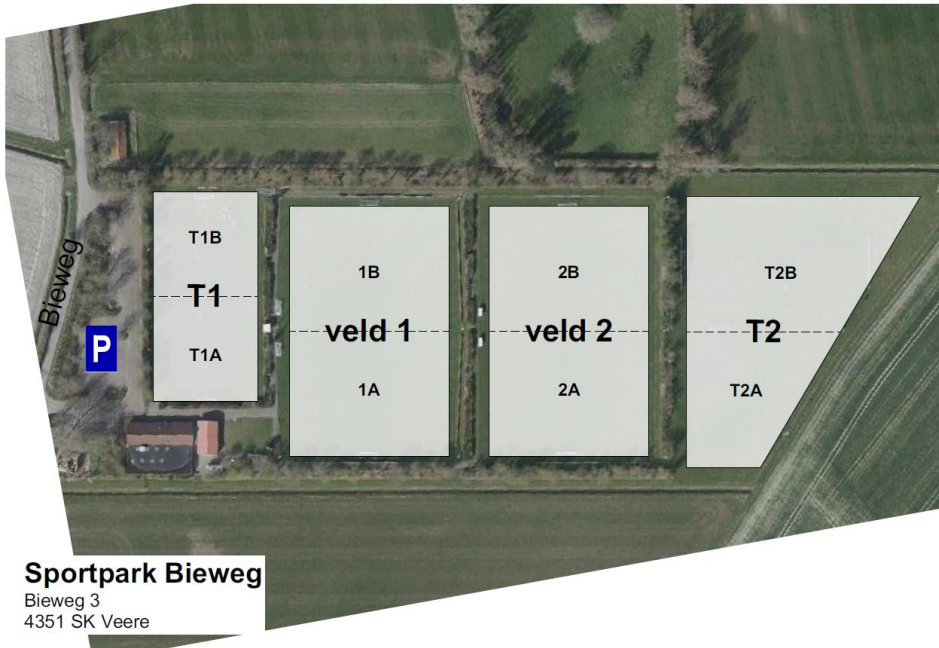 Bieweg
P
T1B
T1
T1A
1B
veld 1
1A
2B
veld 2
2A
T2B
T2
T2A
Sportpark Bieweg
Bieweg 3
4351 SK Veere